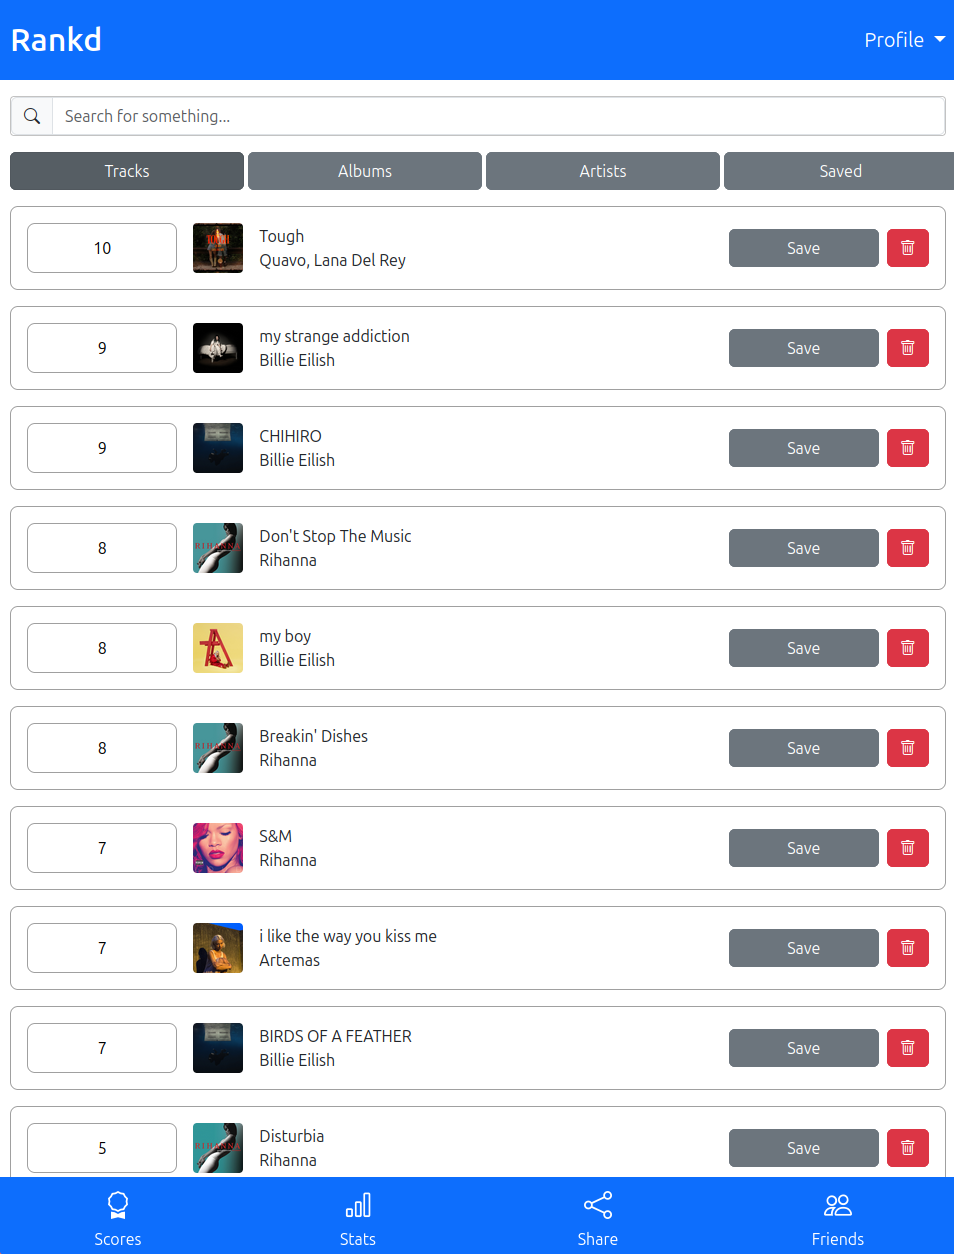 Rankd
Profile
Search for something...
Tracks
Albums
Artists
Saved
10
Tough
Quavo, Lana Del Rey
Save
9
my strange addiction
Billie Eilish
Save
9
CHIHIRO
Billie Eilish
Save
8
RIHANNA
Don't Stop The Music
Rihanna
Save
8
my boy
Billie Eilish
Save
8
RIHANNA
Breakin' Dishes
Rihanna
Save
7
S&M
Rihanna
Save
7
i like the way you kiss me
Artemas
Save
7
BIRDS OF A FEATHER
Billie Eilish
Save
5
RIHANNA
Disturbia
Rihanna
Save
Scores
Stats
Share
Friends